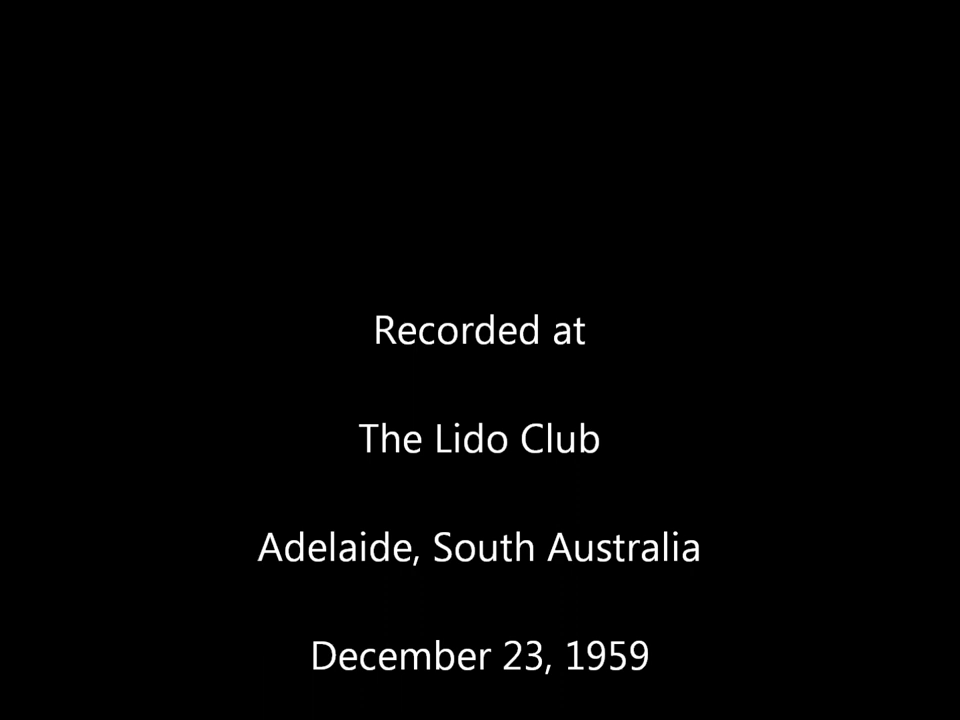 Recorded at
The Lido Club
Adelaide, South Australia
December 23, 1959